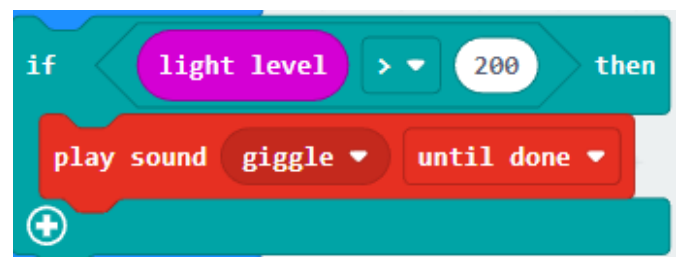 if light level > 200 then
play sound giggle until done